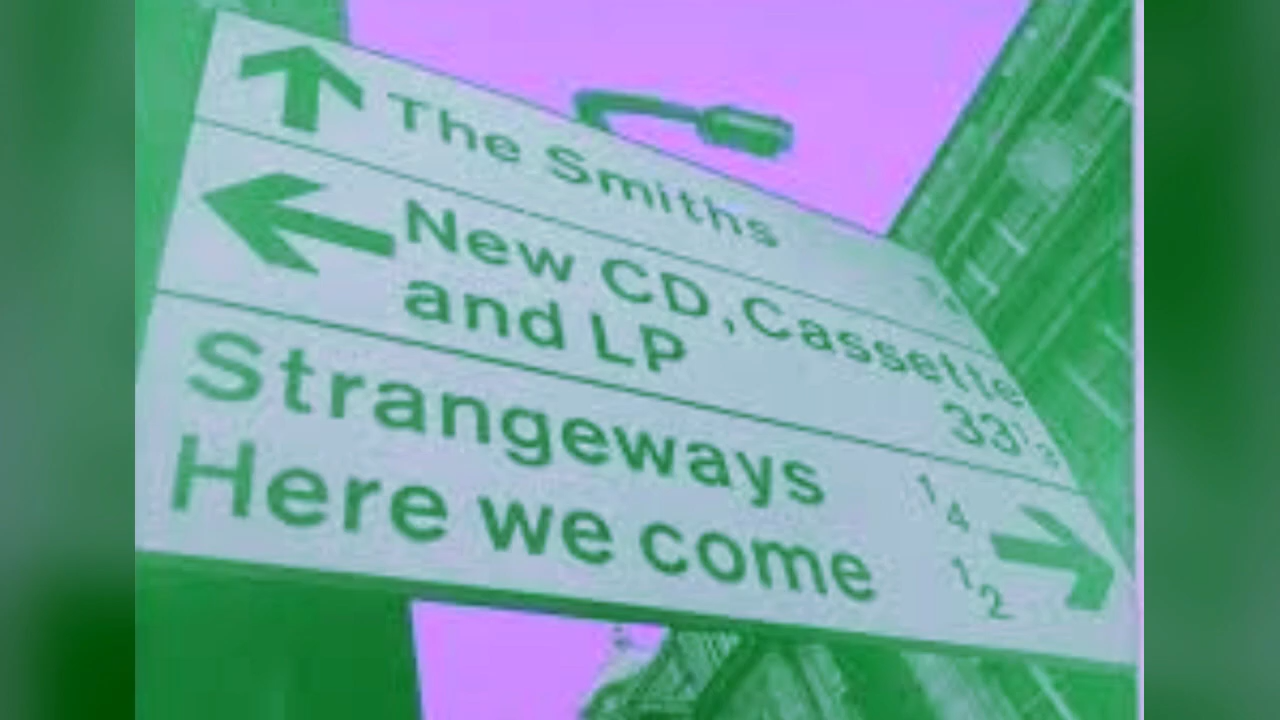 The Smiths
New CD, Cassette
and LP 33⅓
Strangeways ¼
Here we come ½